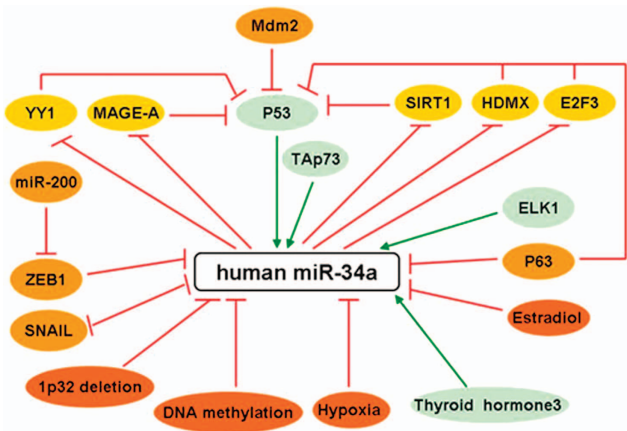 Mdm2
YY1
MAGE-A
P53
SIRT1
HDMX
E2F3
TAp73
miR-200
ELK1
P63
ZEB1
human miR-34a
SNAIL
Estradiol
1p32 deletion
DNA methylation
Hypoxia
Thyroid hormone3